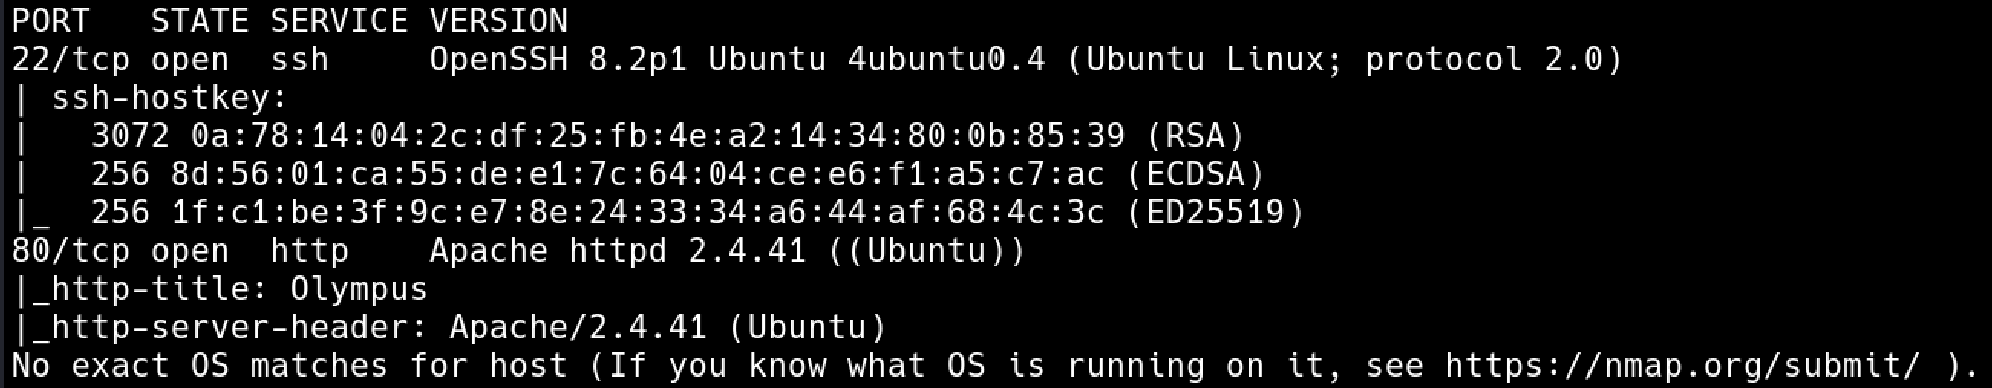 PORT   STATE SERVICE VERSION
22/tcp open  ssh     OpenSSH 8.2p1 Ubuntu 4ubuntu0.4 (Ubuntu Linux; protocol 2.0)
| ssh-hostkey:
|   3072 0a:78:14:04:2c:df:25:fb:4e:a2:14:34:80:0b:85:39 (RSA)
|   256 8d:56:01:ca:55:de:e1:7c:64:04:ce:e6:f1:a5:c7:ac (ECDSA)
|_  256 1f:c1:be:3f:9c:e7:8e:24:33:34:a6:44:af:68:4c:3c (ED25519)
80/tcp open  http    Apache httpd 2.4.41 ((Ubuntu))
|_http-title: Olympus
|_http-server-header: Apache/2.4.41 (Ubuntu)
No exact OS matches for host (If you know what OS is running on it, see https://nmap.org/submit/ ).